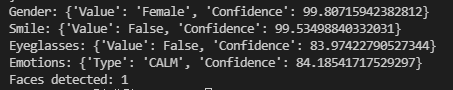 Gender: {'Value': 'Female', 'Confidence': 99.80715942382812}
Smile: {'Value': False, 'Confidence': 99.53498840332031}
Eyeglasses: {'Value': False, 'Confidence': 83.97422790527344}
Emotions: {'Type': 'CALM', 'Confidence': 84.18541717529297}
Faces detected: 1